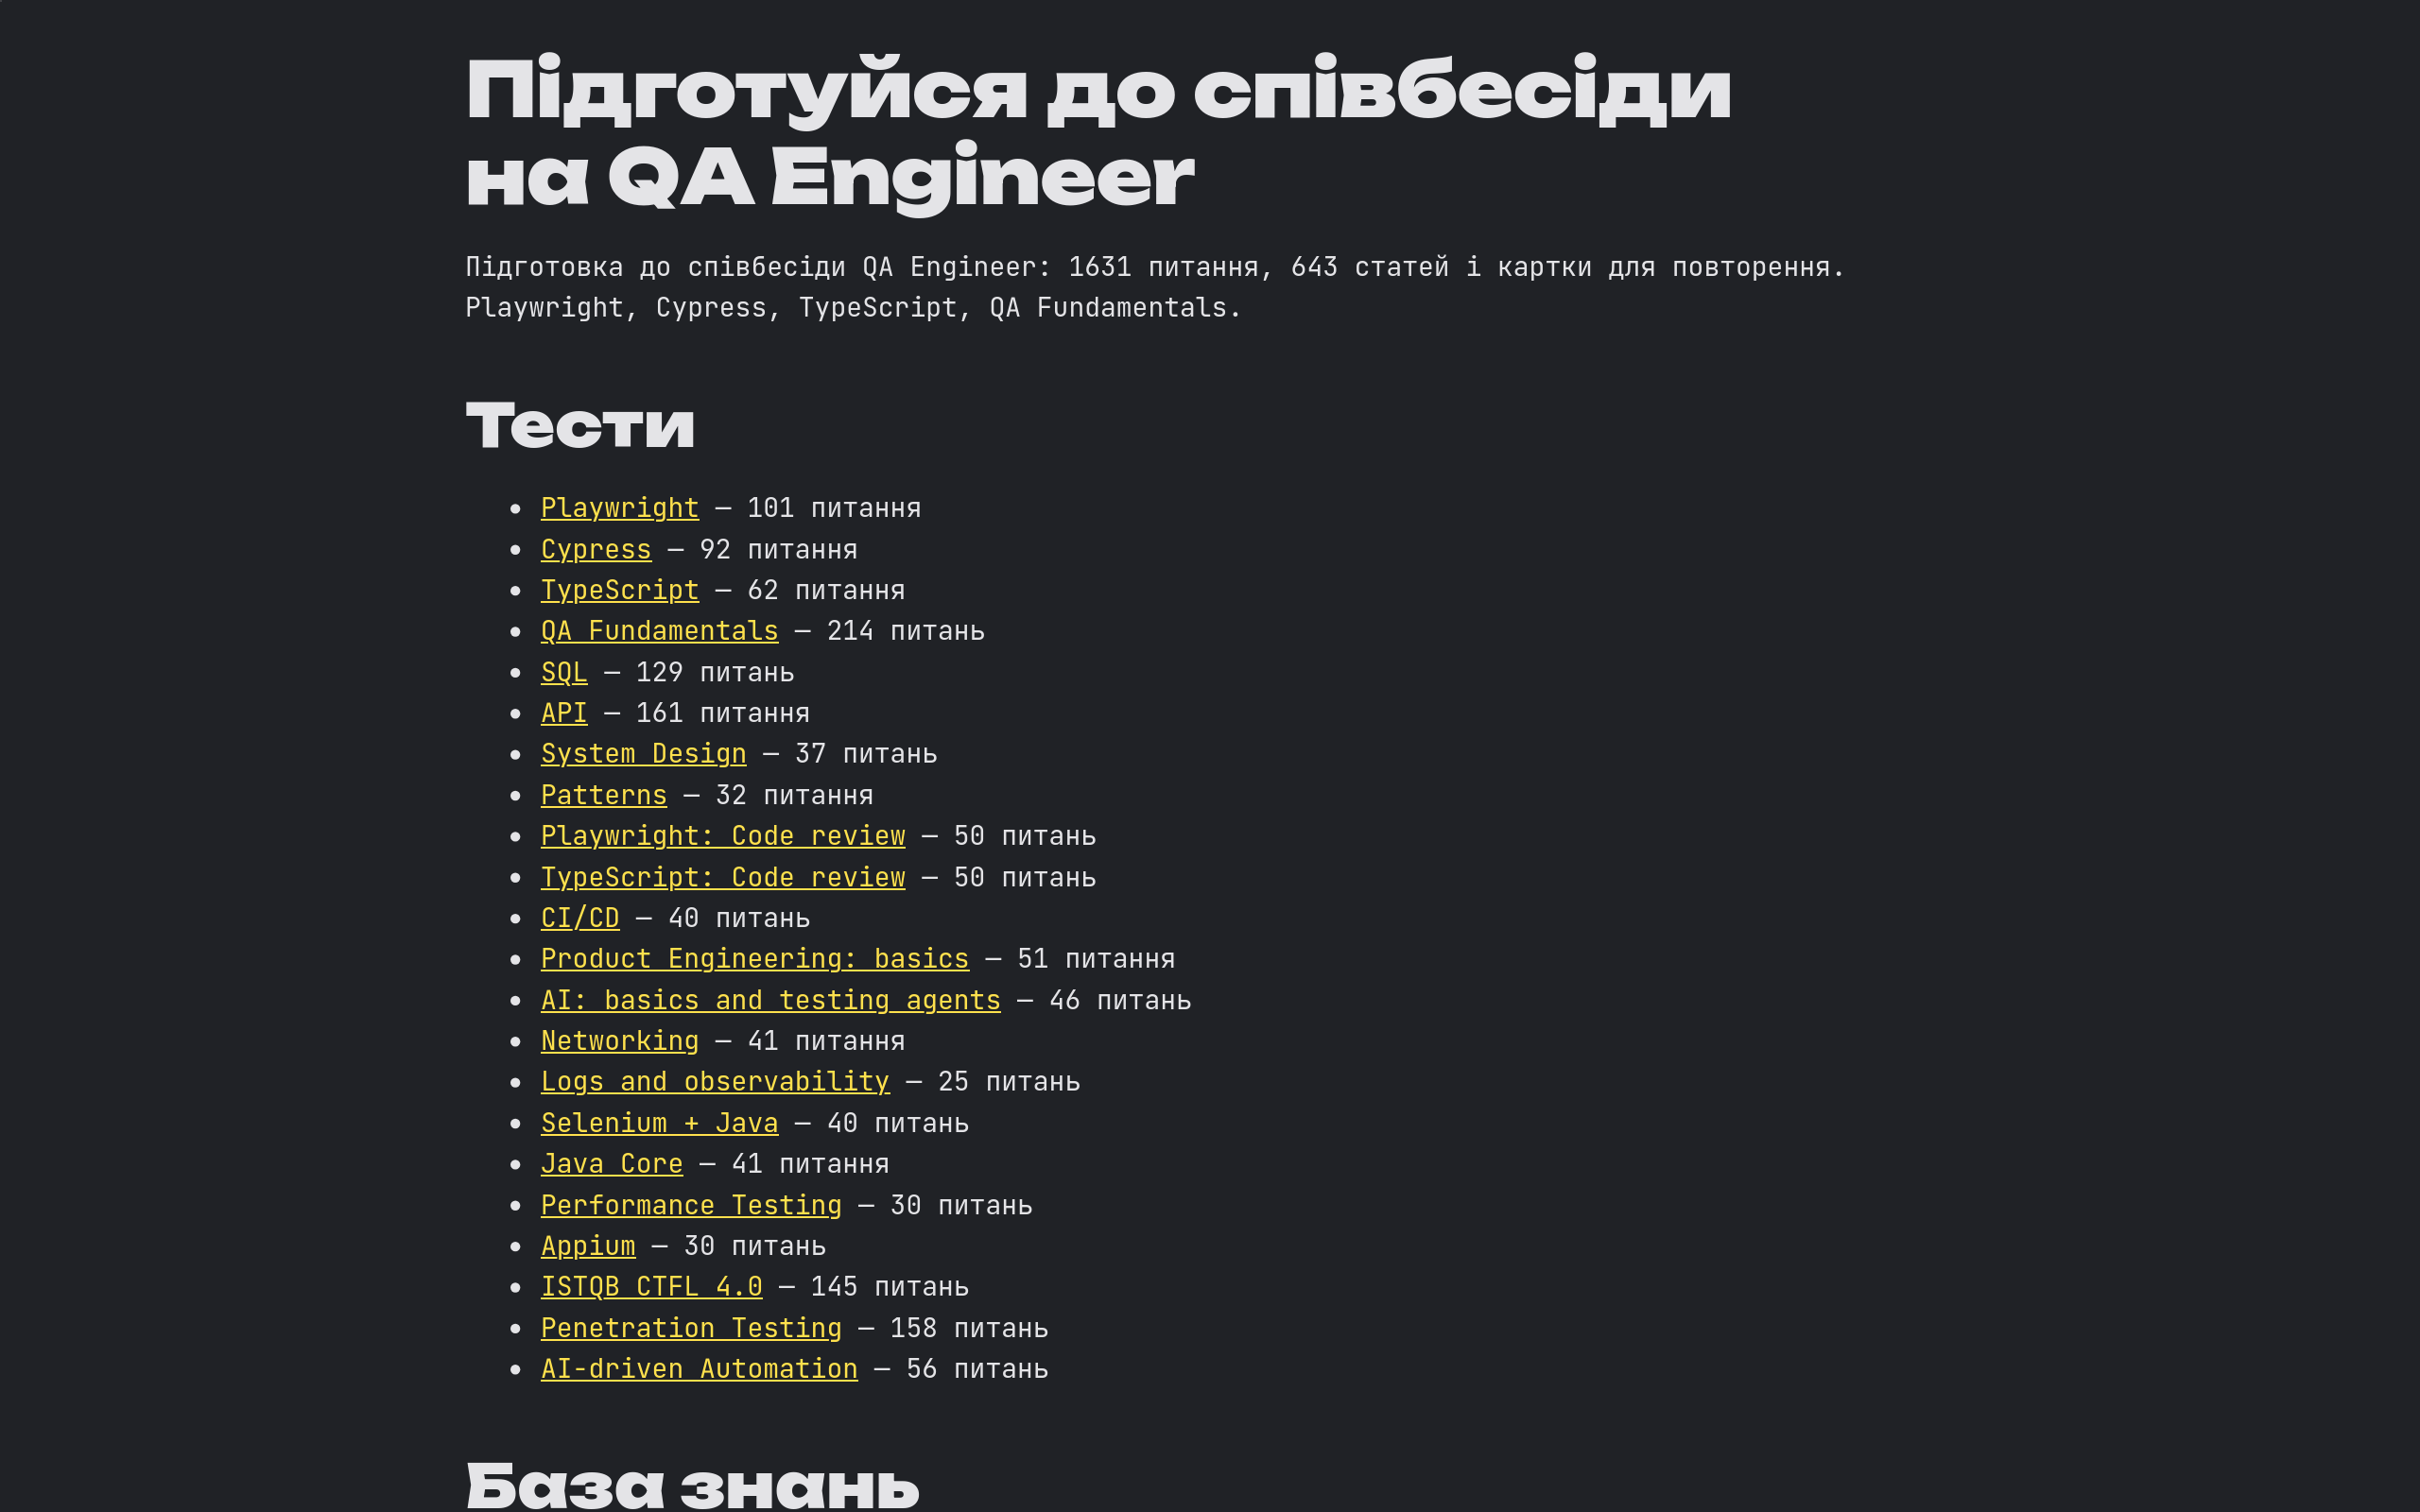 Підготуйся до співбесіди
на QA Engineer
Підготовка до співбесіди QA Engineer: 1631 питання, 643 статей і картки для повторення.
Playwright, Cypress, TypeScript, QA Fundamentals.
Тести
• Playwright — 101 питання
• Cypress — 92 питання
• TypeScript — 62 питання
• QA Fundamentals — 214 питань
• SQL — 129 питань
• API — 161 питання
• System Design — 37 питань
• Patterns — 32 питання
• Playwright: Code review — 50 питань
• TypeScript: Code review — 50 питань
• CI/CD — 40 питань
• Product Engineering: basics — 51 питання
• AI: basics and testing agents — 46 питань
• Networking — 41 питання
• Logs and observability — 25 питань
• Selenium + Java — 40 питань
• Java Core — 41 питання
• Performance Testing — 30 питань
• Appium — 30 питань
• ISTQB CTFL 4.0 — 145 питань
• Penetration Testing — 158 питань
• AI-driven Automation — 56 питань
База знань